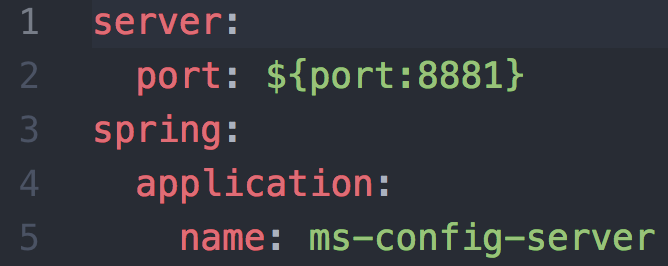 1 server:
2   port: ${port:8881}
3 spring:
4   application:
5     name: ms-config-server